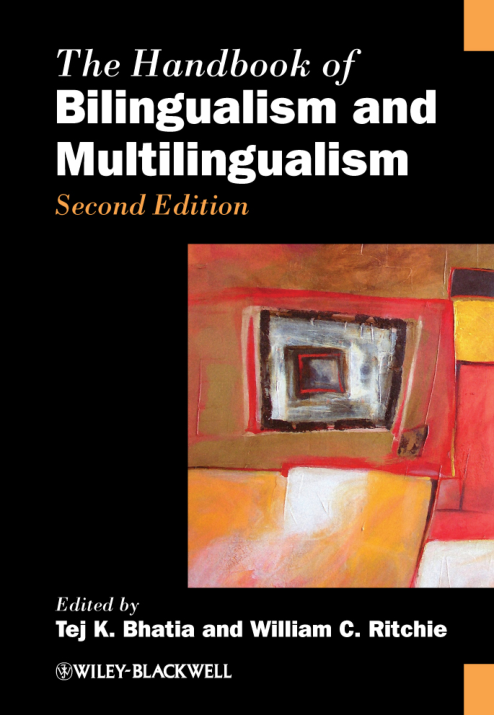 The Handbook of
Bilingualism and
Multilingualism
Second Edition
Edited by
Tej K. Bhatia and William C. Ritchie
WILEY-BLACKWELL